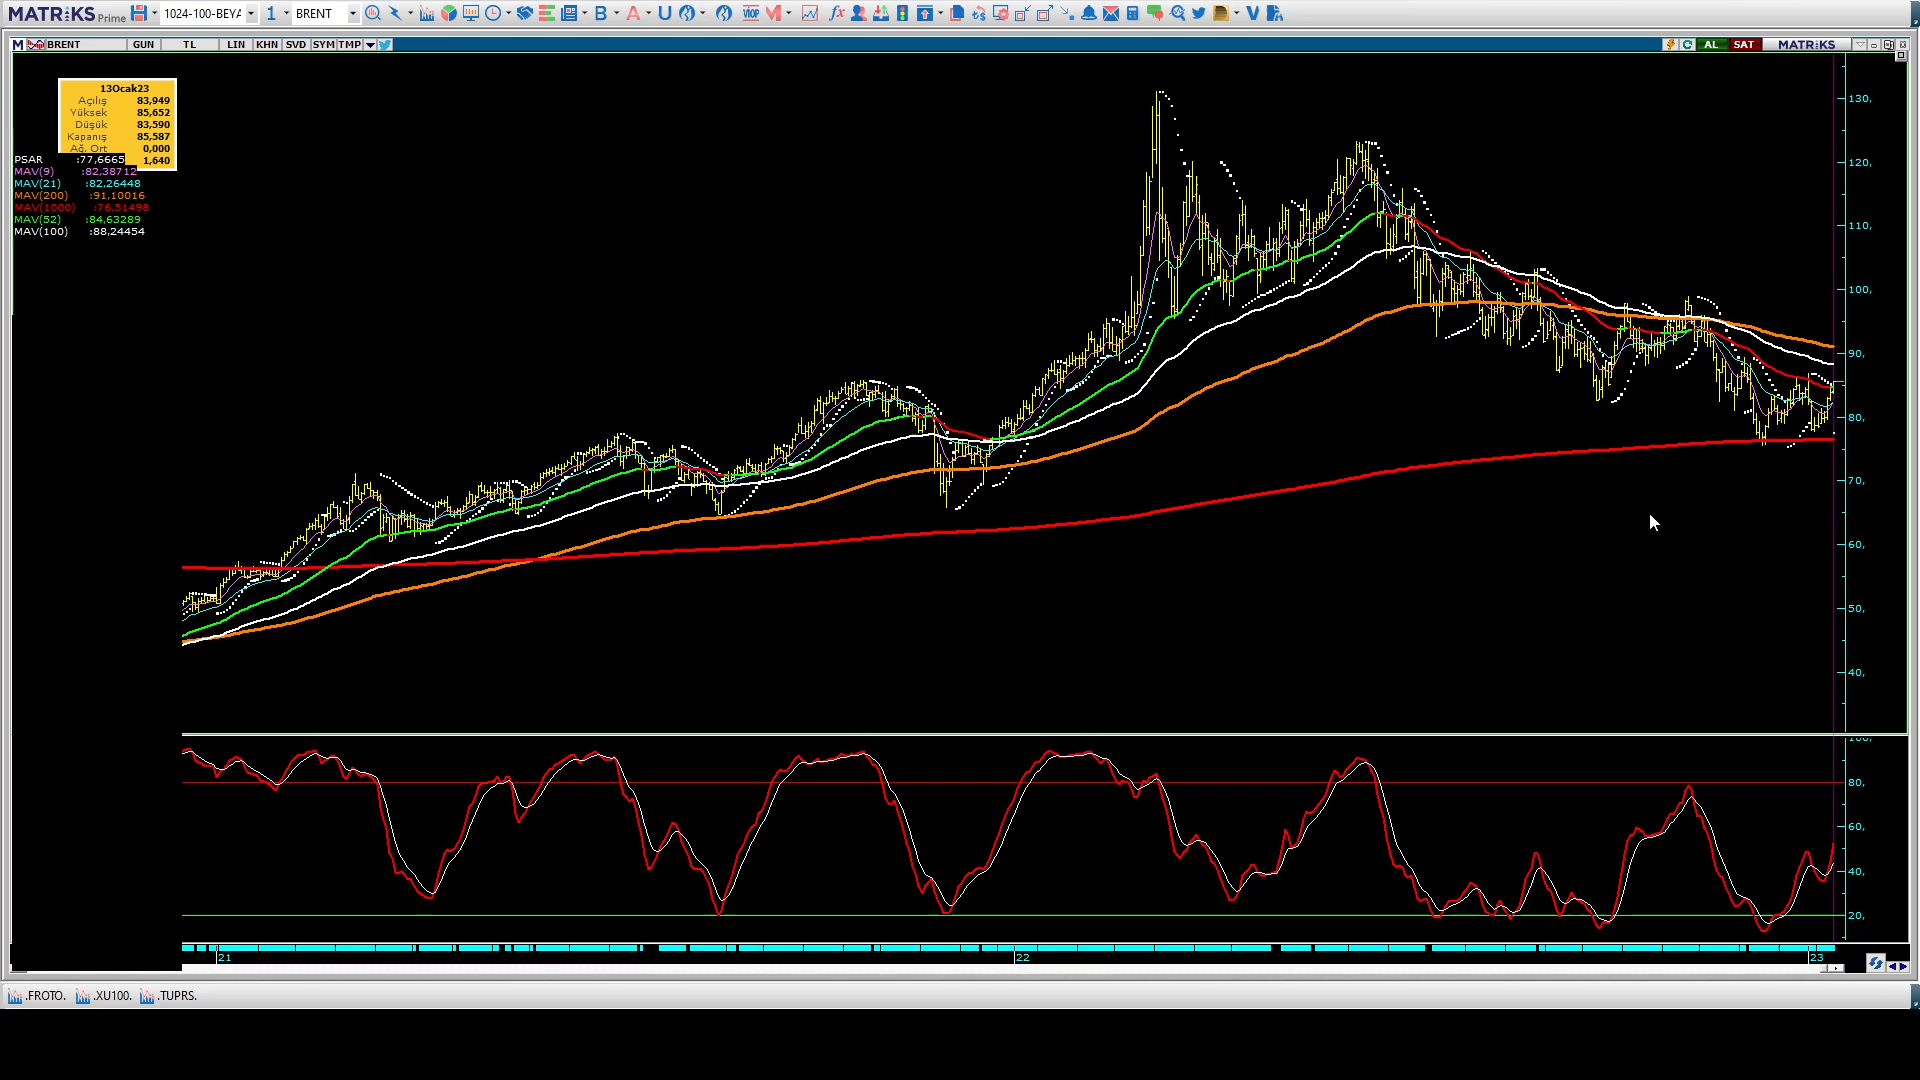 MATRiKS Prime 1024-100-BEYA 1 BRENT B A U VIOP M fx V
M BRENT GUN TL LIN KHN SVD SYM TMP AL SAT MATRiKS
13Ocak23
Açılış 83,949
Yüksek 85,652
Düşük 83,590
Kapanış 85,587
Ağ. Ort 0,000
1,640
PSAR :77,6665
MAV(9) :82,38712
MAV(21) :82,26448
MAV(200) :91,10016
MAV(1000) :76,51498
MAV(52) :84,63289
MAV(100) :88,24454
130,
120,
110,
100,
90,
80,
70,
60,
50,
40,
100,
80,
60,
40,
20,
21 22 23
.FROTO. .XU100. .TUPRS.